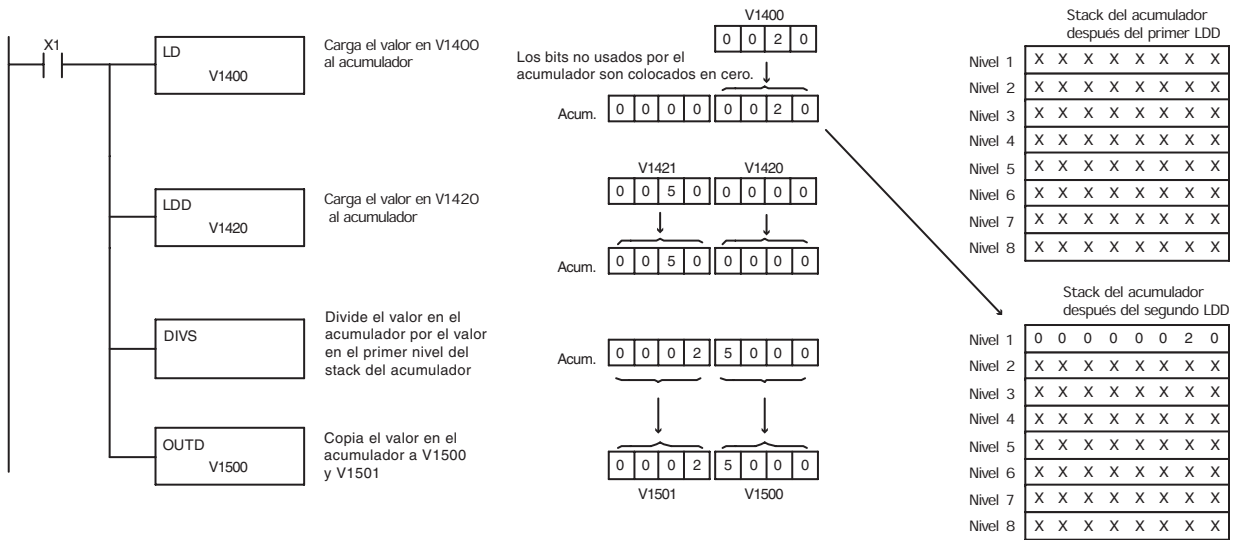 X1
LD
V1400
Carga el valor en V1400
al acumulador
LDD
V1420
Carga el valor en V1420
al acumulador
DIVS
Divide el valor en el
acumulador por el valor
en el primer nivel del
stack del acumulador
OUTD
V1500
Copia el valor en el
acumulador a V1500
y V1501
V1400
0 0 2 0
Los bits no usados por el
acumulador son colocados en cero.
Acum. 0 0 0 0 0 0 2 0
V1421 V1420
0 0 5 0 0 0 0 0
Acum. 0 0 5 0 0 0 0 0
Acum. 0 0 0 2 5 0 0 0
0 0 0 2 5 0 0 0
V1501 V1500
Stack del acumulador
después del primer LDD
Nivel 1 X X X X X X X X
Nivel 2 X X X X X X X X
Nivel 3 X X X X X X X X
Nivel 4 X X X X X X X X
Nivel 5 X X X X X X X X
Nivel 6 X X X X X X X X
Nivel 7 X X X X X X X X
Nivel 8 X X X X X X X X
Stack del acumulador
después del segundo LDD
Nivel 1 0 0 0 0 0 0 2 0
Nivel 2 X X X X X X X X
Nivel 3 X X X X X X X X
Nivel 4 X X X X X X X X
Nivel 5 X X X X X X X X
Nivel 6 X X X X X X X X
Nivel 7 X X X X X X X X
Nivel 8 X X X X X X X X